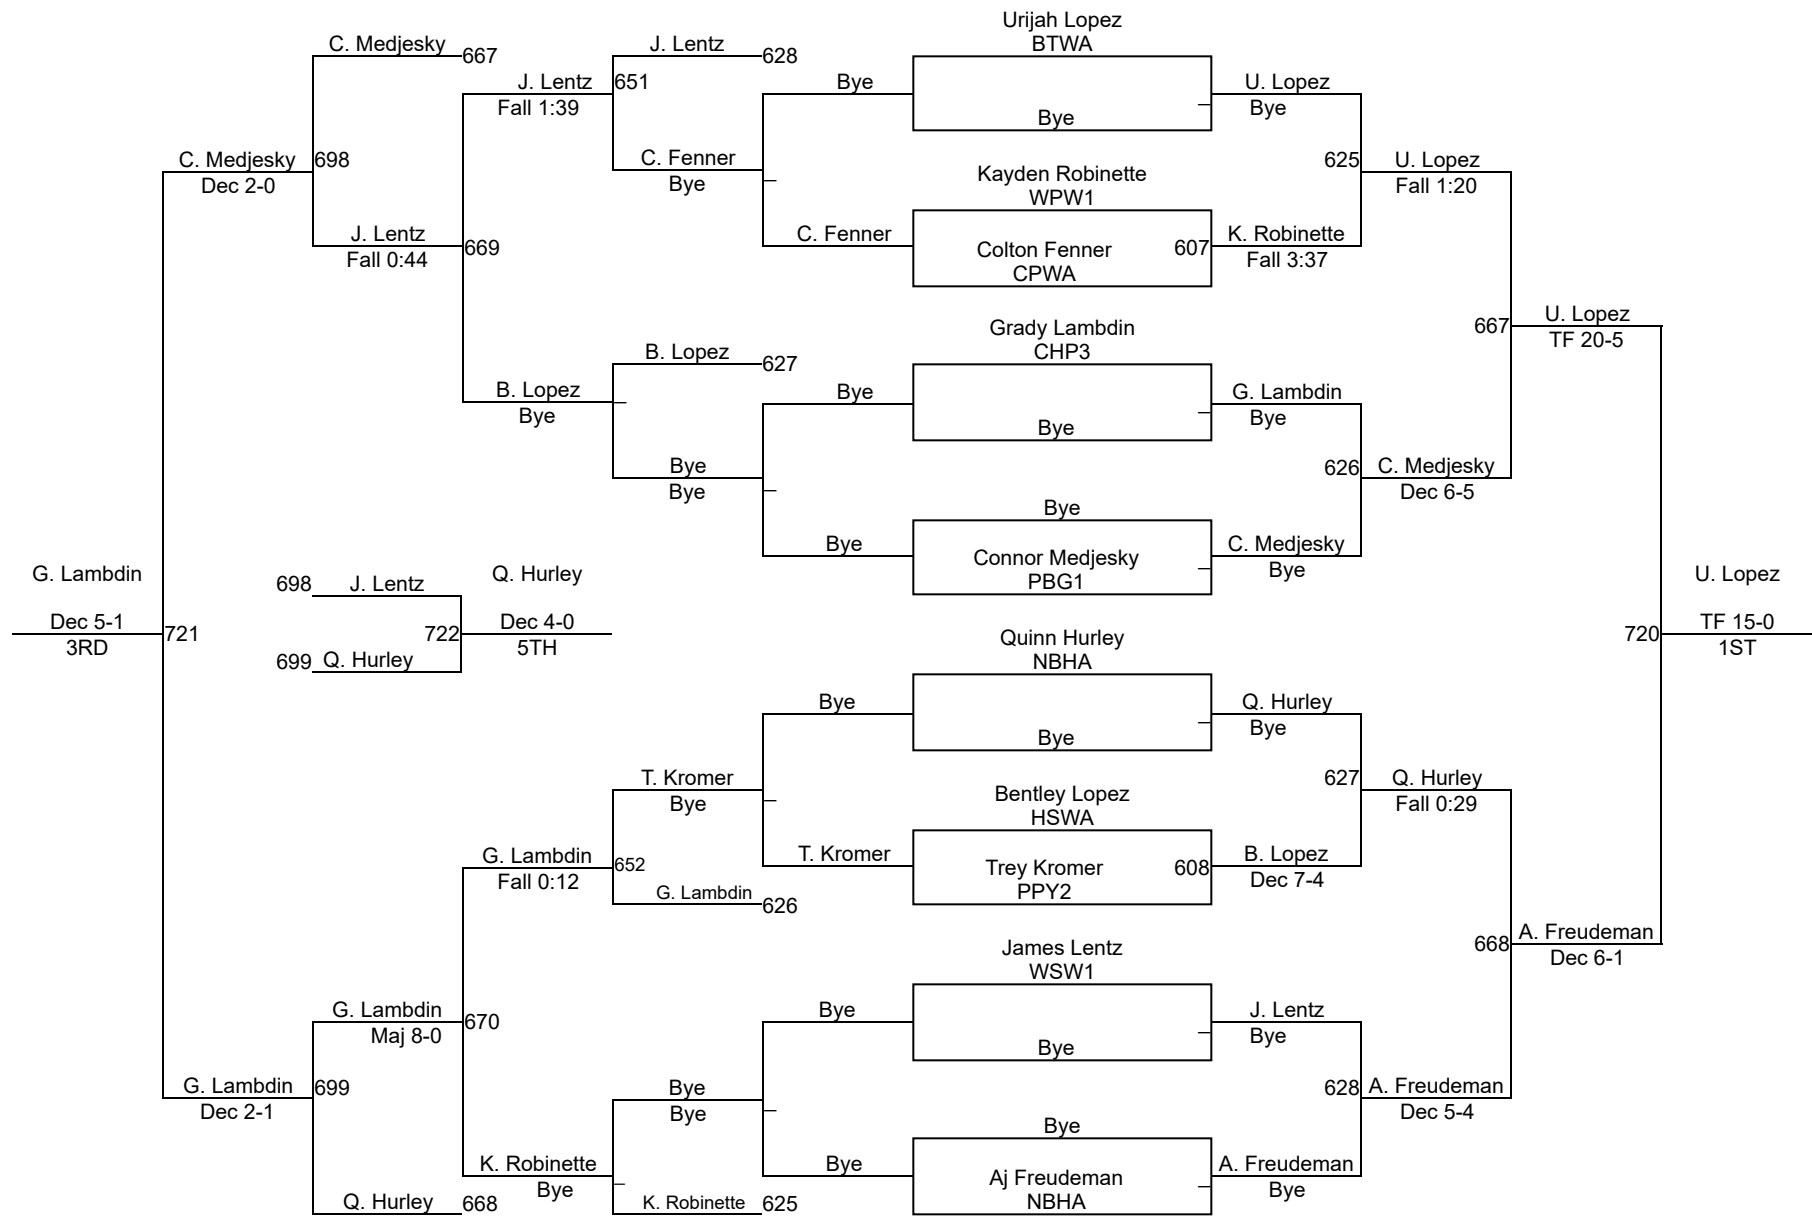 Urijah Lopez
C. Medjesky
667
J. Lentz
628
BTWA
J. Lentz
651
Bye
U. Lopez
Fall 1:39
Bye
Bye
C. Medjesky
698
C. Fenner
625
U. Lopez
Dec 2-0
Bye
Kayden Robinette
Fall 1:20
WPW1
J. Lentz
669
C. Fenner
Colton Fenner
607
K. Robinette
Fall 0:44
CPWA
Fall 3:37
Grady Lambdin
667
U. Lopez
B. Lopez
627
CHP3
TF 20-5
B. Lopez
Bye
G. Lambdin
Bye
Bye
Bye
Bye
626
C. Medjesky
Bye
Dec 6-5
Bye
Bye
Connor Medjesky
C. Medjesky
G. Lambdin
698
J. Lentz
Q. Hurley
PBG1
Bye
U. Lopez
Dec 5-1
721
722
Dec 4-0
Quinn Hurley
720
TF 15-0
3RD
699
Q. Hurley
5TH
NBHA
1ST
Bye
Q. Hurley
Bye
Bye
T. Kromer
627
Q. Hurley
Bye
Bentley Lopez
Fall 0:29
HSWA
G. Lambdin
652
T. Kromer
Trey Kromer
608
B. Lopez
Fall 0:12
G. Lambdin
626
PPY2
Dec 7-4
James Lentz
668
A. Freudeman
WSW1
Dec 6-1
G. Lambdin
670
Bye
J. Lentz
Maj 8-0
Bye
Bye
G. Lambdin
699
Bye
628
A. Freudeman
Dec 2-1
Bye
Bye
Dec 5-4
K. Robinette
Bye
Aj Freudeman
A. Freudeman
Bye
NBHA
Bye
Q. Hurley
668
K. Robinette
625